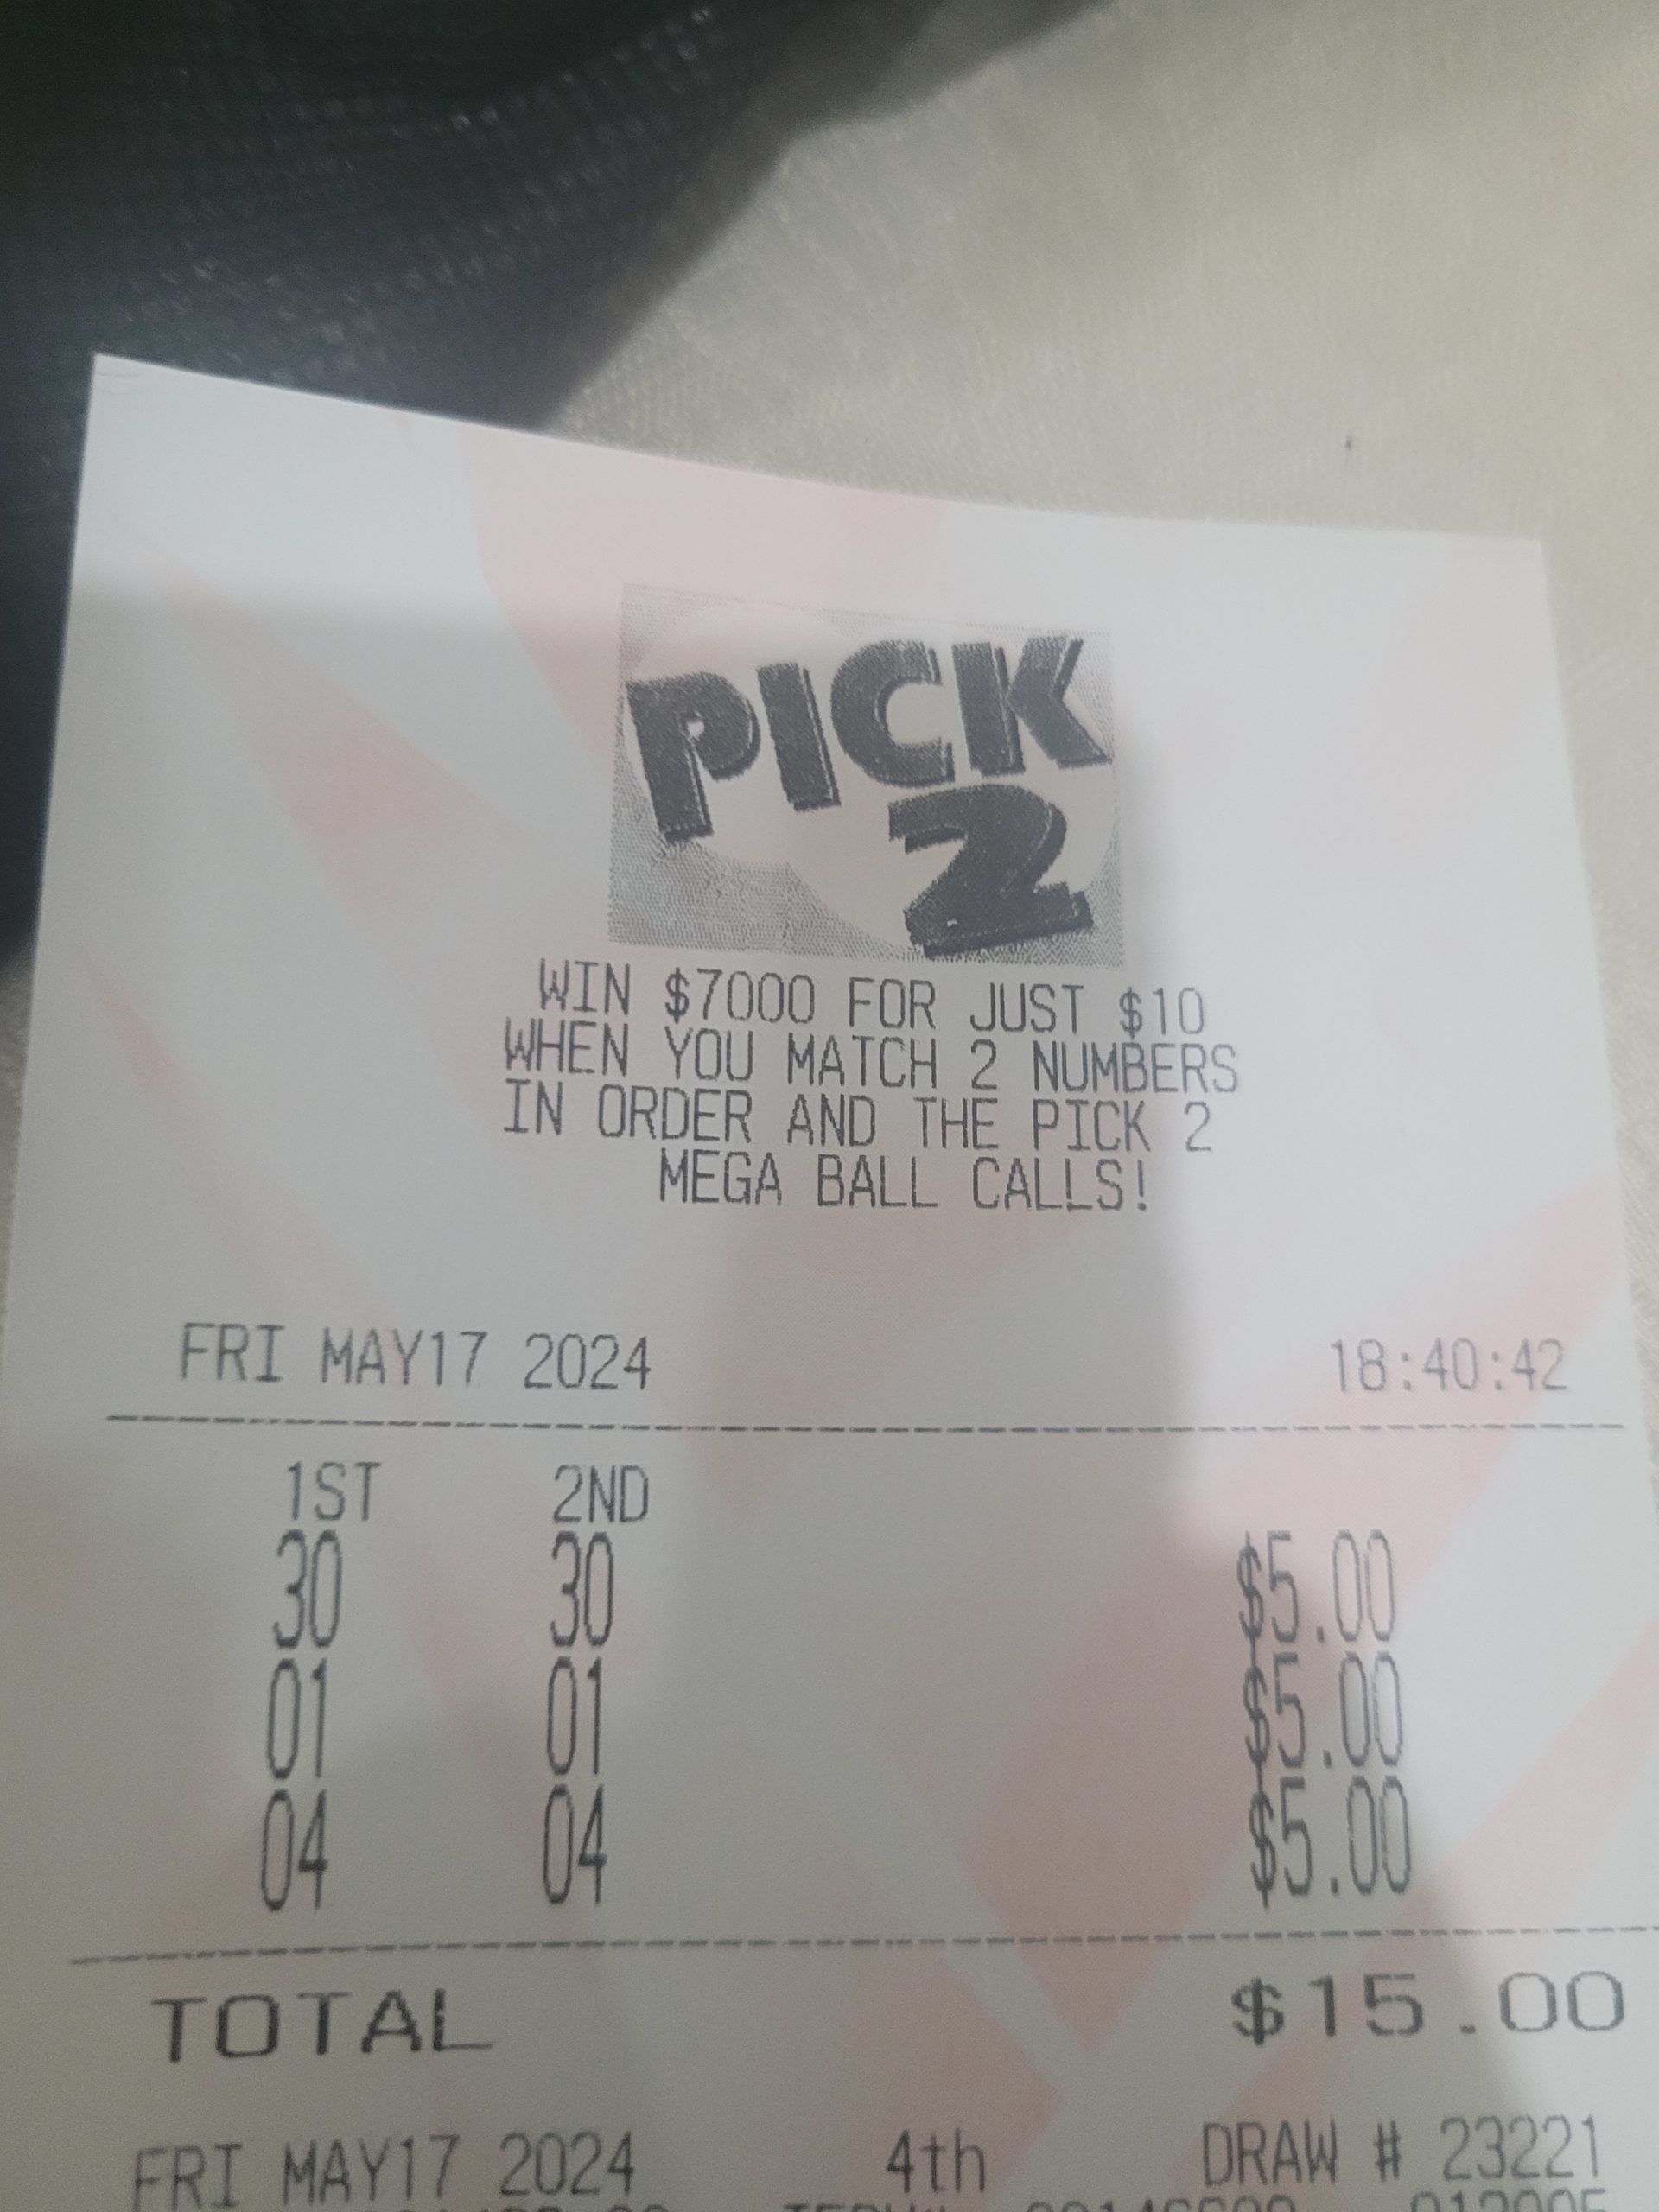 PICK
2
WIN $7000 FOR JUST $10
WHEN YOU MATCH 2 NUMBERS
IN ORDER AND THE PICK 2
MEGA BALL CALLS!
FRI MAY17 2024 18:40:42
1ST 2ND
30 30 $5.00
01 01 $5.00
04 04 $5.00
TOTAL $15.00
FRI MAY17 2024 4th DRAW # 23221